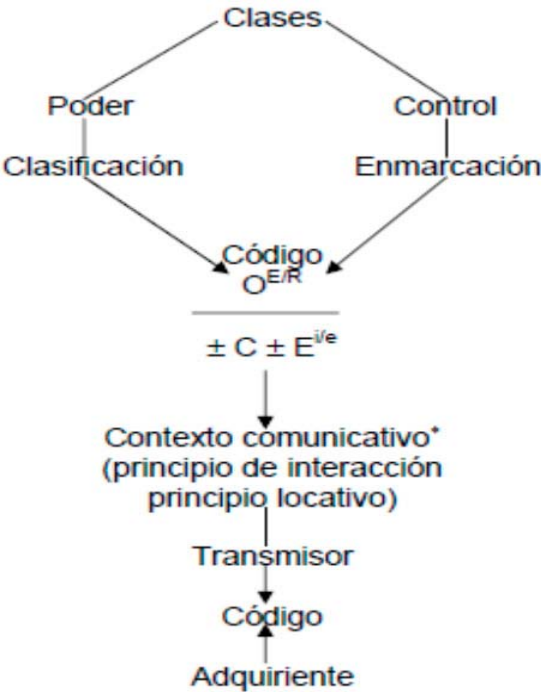 Clases
Poder Control
Clasificación Enmarcación
Código
O^E/R
± C ± E^i/e
Contexto comunicativo*
(principio de interacción
principio locativo)
Transmisor
Código
Adquiriente